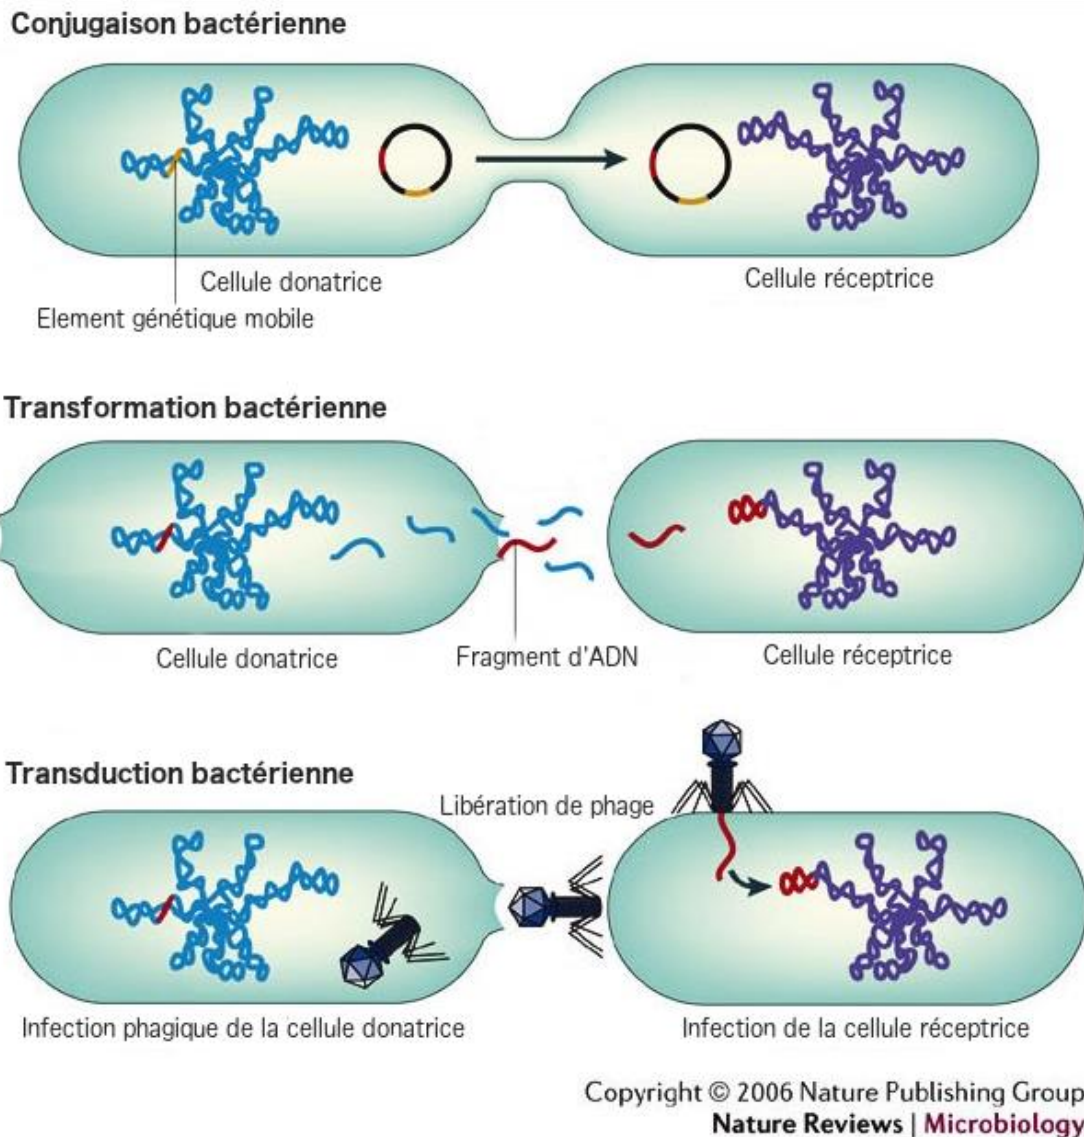 Conjugaison bactérienne
Cellule donatrice
Cellule réceptrice
Element génétique mobile
Transformation bactérienne
Cellule donatrice
Fragment d'ADN
Cellule réceptrice
Transduction bactérienne
Libération de phage
Infection phagique de la cellule donatrice
Infection de la cellule réceptrice
Copyright © 2006 Nature Publishing Group
Nature Reviews | Microbiology